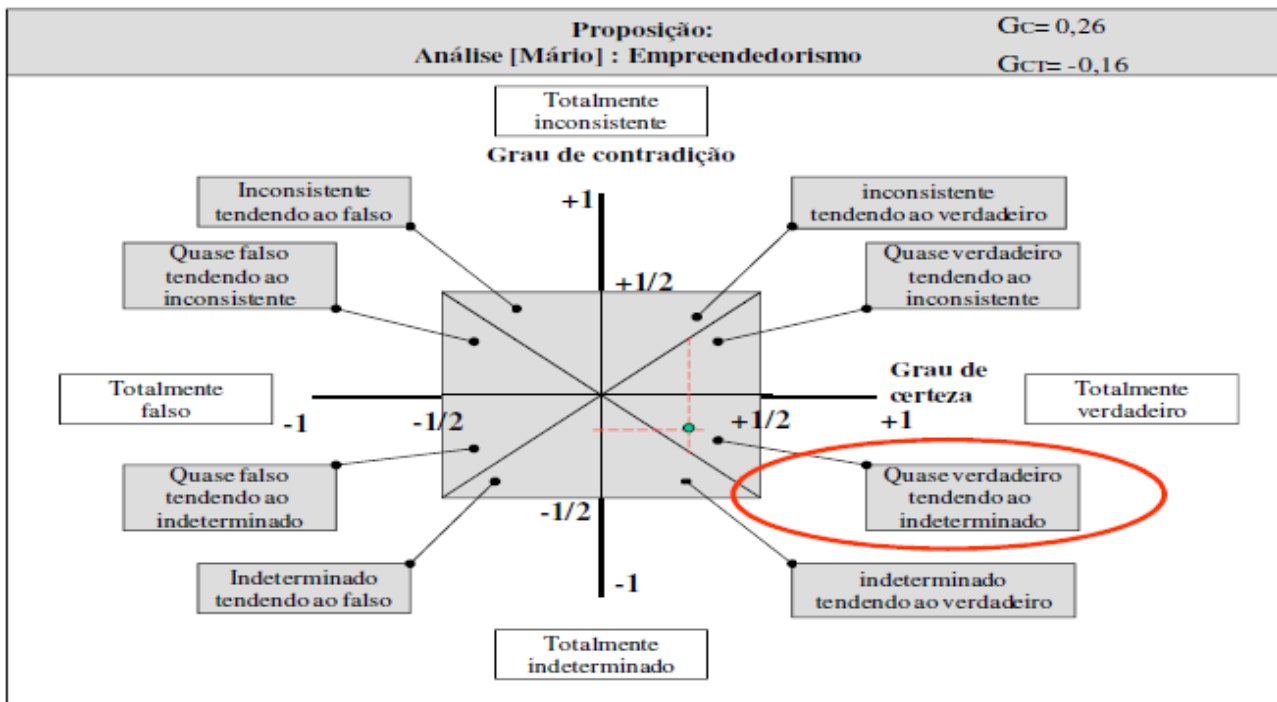 Proposição:
Análise [Mário] : Empreendedorismo
GC= 0,26
GCT= -0,16
Totalmente
inconsistente
Grau de contradição
Inconsistente
tendendo ao falso
+1
inconsistente
tendendo ao verdadeiro
Quase falso
tendendo ao
inconsistente
Quase verdadeiro
tendendo ao
inconsistente
+1/2
Totalmente
falso
-1
-1/2
+1/2
Grau de
certeza
+1
Totalmente
verdadeiro
Quase falso
tendendo ao
indeterminado
Quase verdadeiro
tendendo ao
indeterminado
-1/2
Indeterminado
tendendo ao falso
-1
indeterminado
tendendo ao verdadeiro
Totalmente
indeterminado